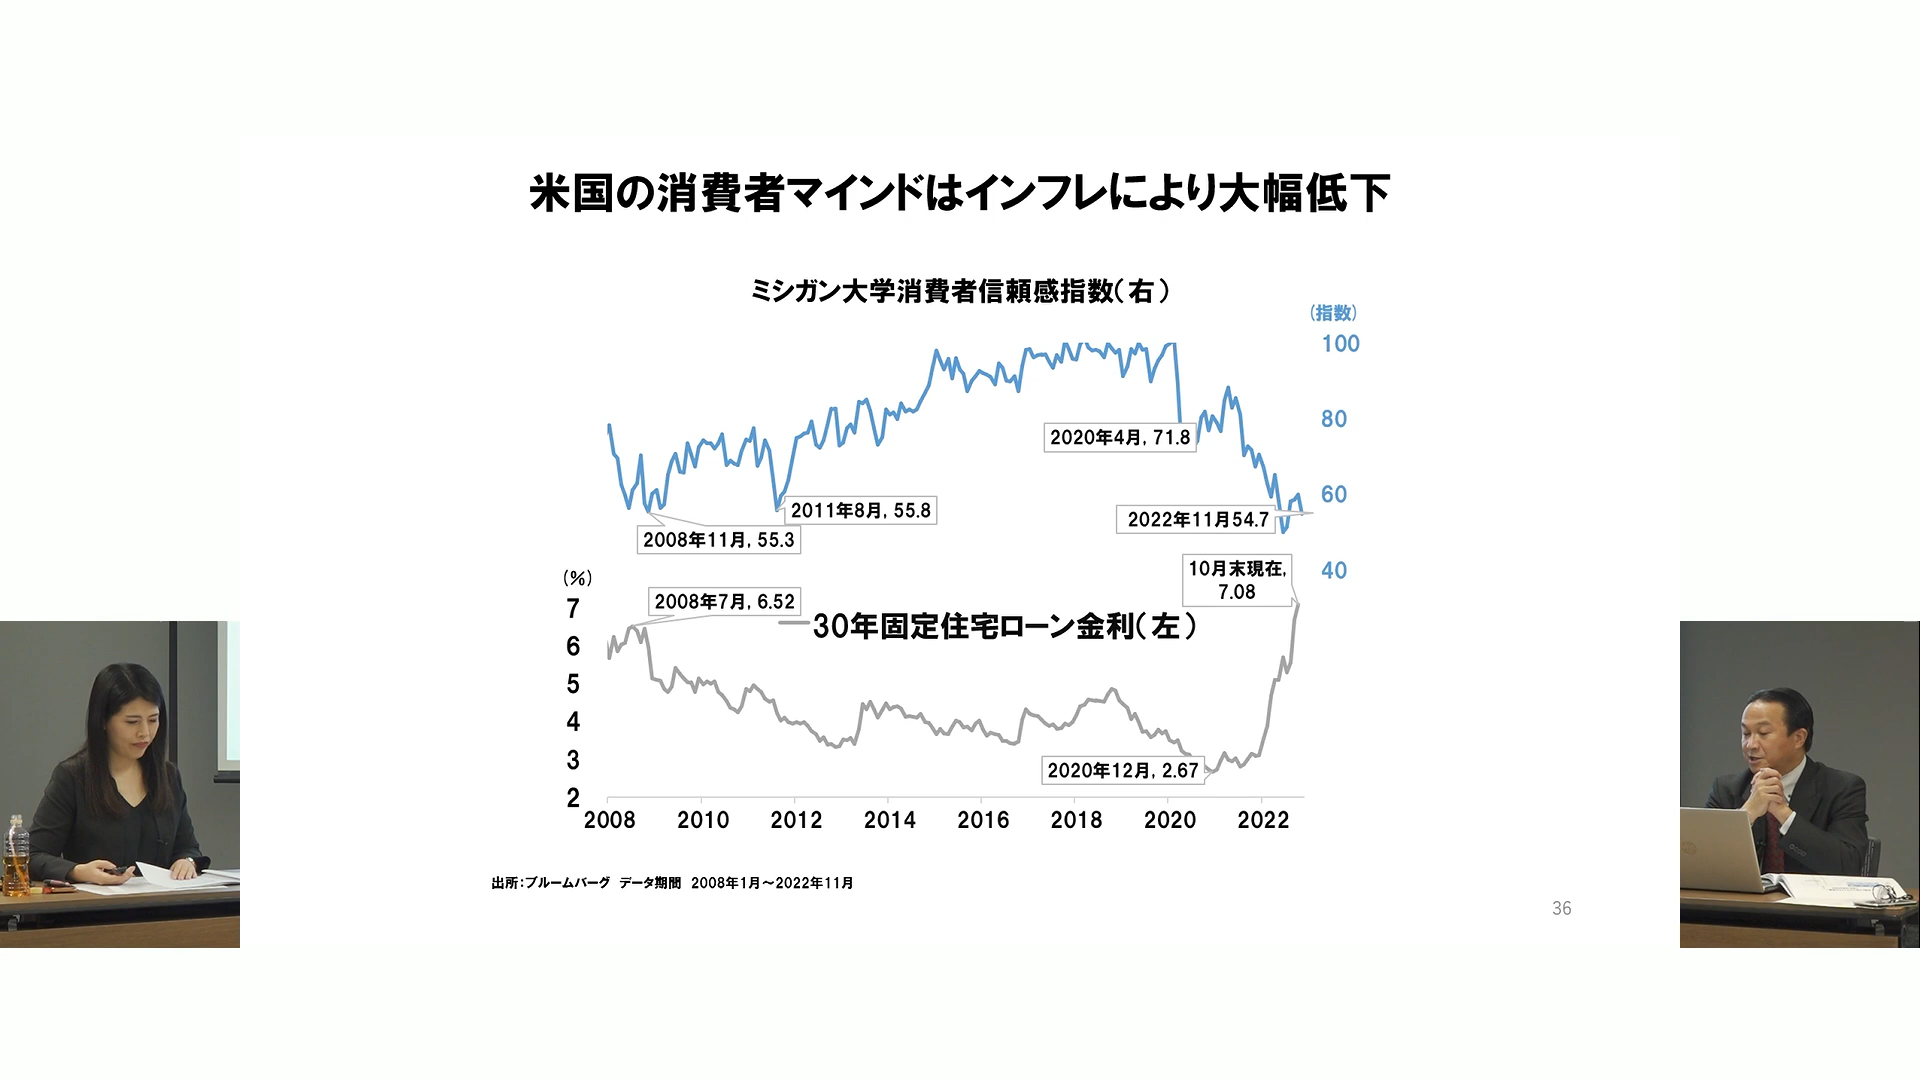 米国の消費者マインドはインフレにより大幅低下
ミシガン大学消費者信頼感指数(右)
(指数)
100
80
60
40
2020年4月, 71.8
2011年8月, 55.8
2022年11月54.7
2008年11月, 55.3
10月末現在,
7.08
(%)
7
6
5
4
3
2
2008年7月, 6.52
30年固定住宅ローン金利(左)
2020年12月, 2.67
2008 2010 2012 2014 2016 2018 2020 2022
出所:ブルームバーグ データ期間 2008年1月~2022年11月
36